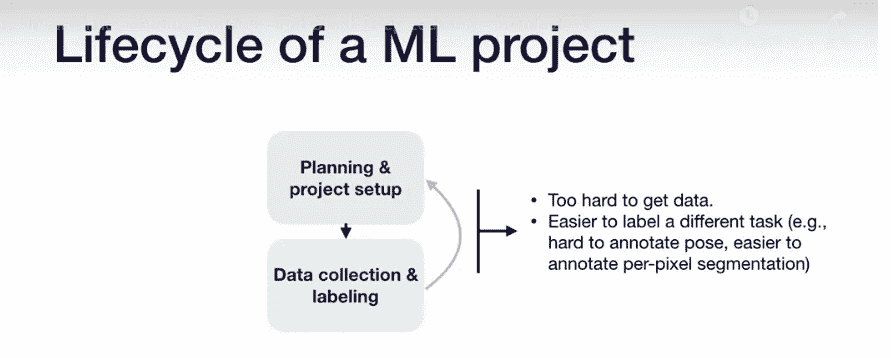 Lifecycle of a ML project
Planning &
project setup
Data collection &
labeling
• Too hard to get data.
• Easier to label a different task (e.g.,
hard to annotate pose, easier to
annotate per-pixel segmentation)